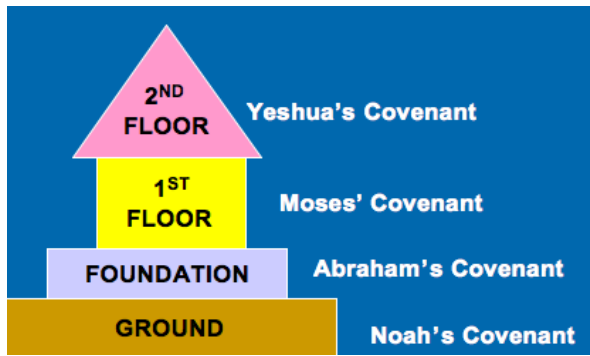 2ND
FLOOR
Yeshua's Covenant
1ST
FLOOR
Moses' Covenant
FOUNDATION
Abraham's Covenant
GROUND
Noah's Covenant